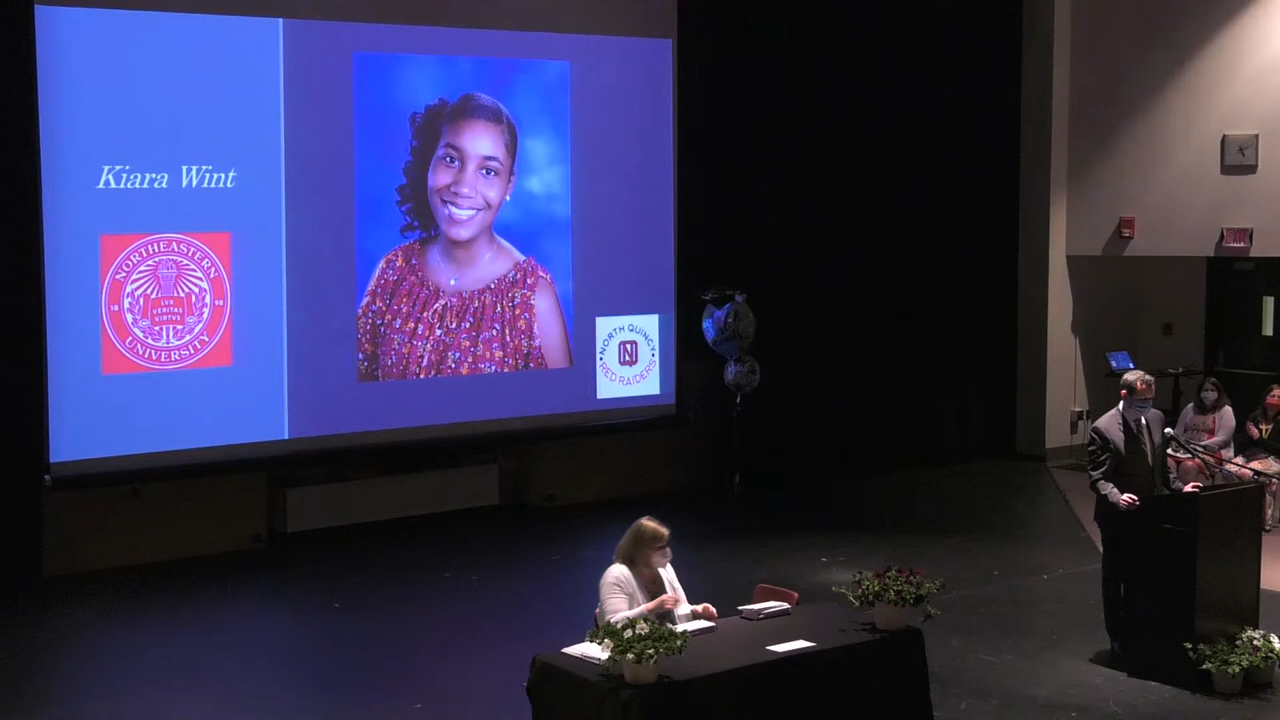 Kiara Wint
NORTHEASTERN
18 98
LVX
VERITAS
VIRTVS
UNIVERSITY
NORTH QUINCY
N
RED RAIDERS